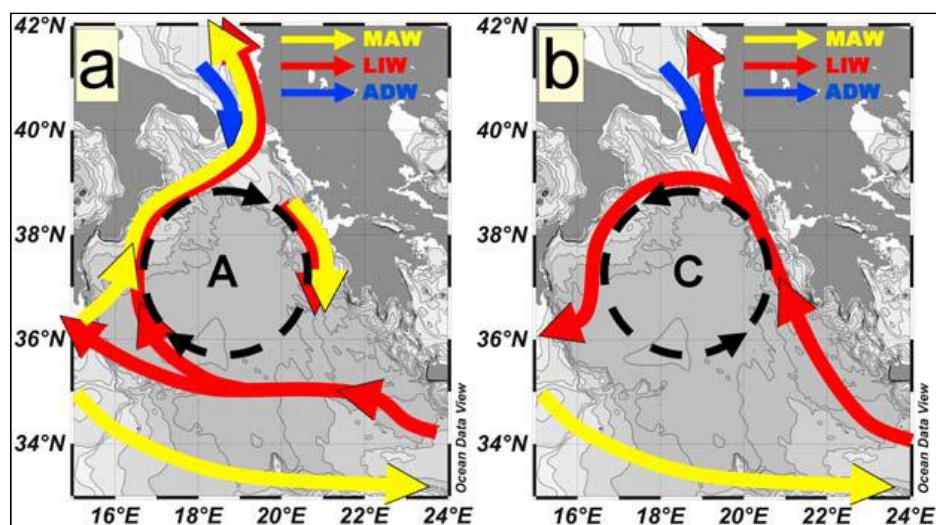 42°N
40°N
38°N
36°N
34°N
a
MAW
LIW
ADW
A
Ocean Data View
16°E 18°E 20°E 22°E 24°E
42°N
40°N
38°N
36°N
34°N
b
MAW
LIW
ADW
C
Ocean Data View
16°E 18°E 20°E 22°E 24°E